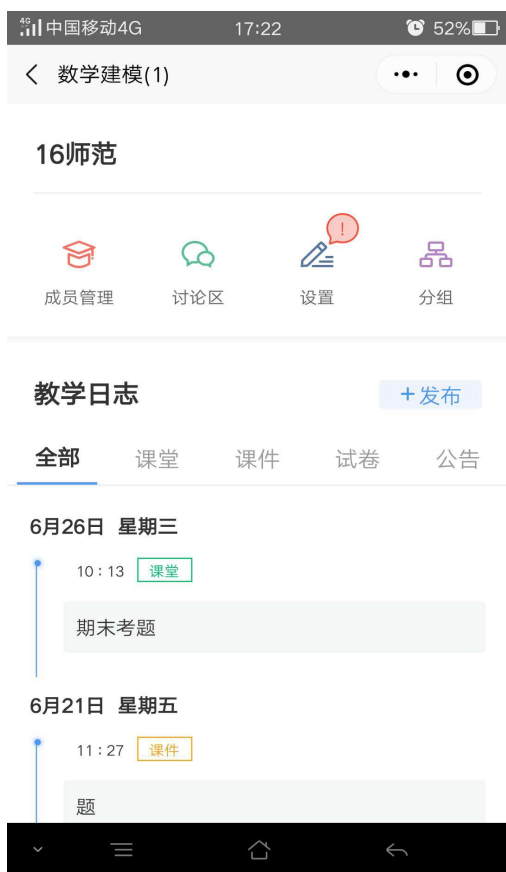 4G 中国移动4G 17:22 52%
数学建模(1)
16师范
!
成员管理 讨论区 设置 分组
教学日志 +发布
全部 课堂 课件 试卷 公告
6月26日 星期三
10:13 课堂
期末考题
6月21日 星期五
11:27 课件
题